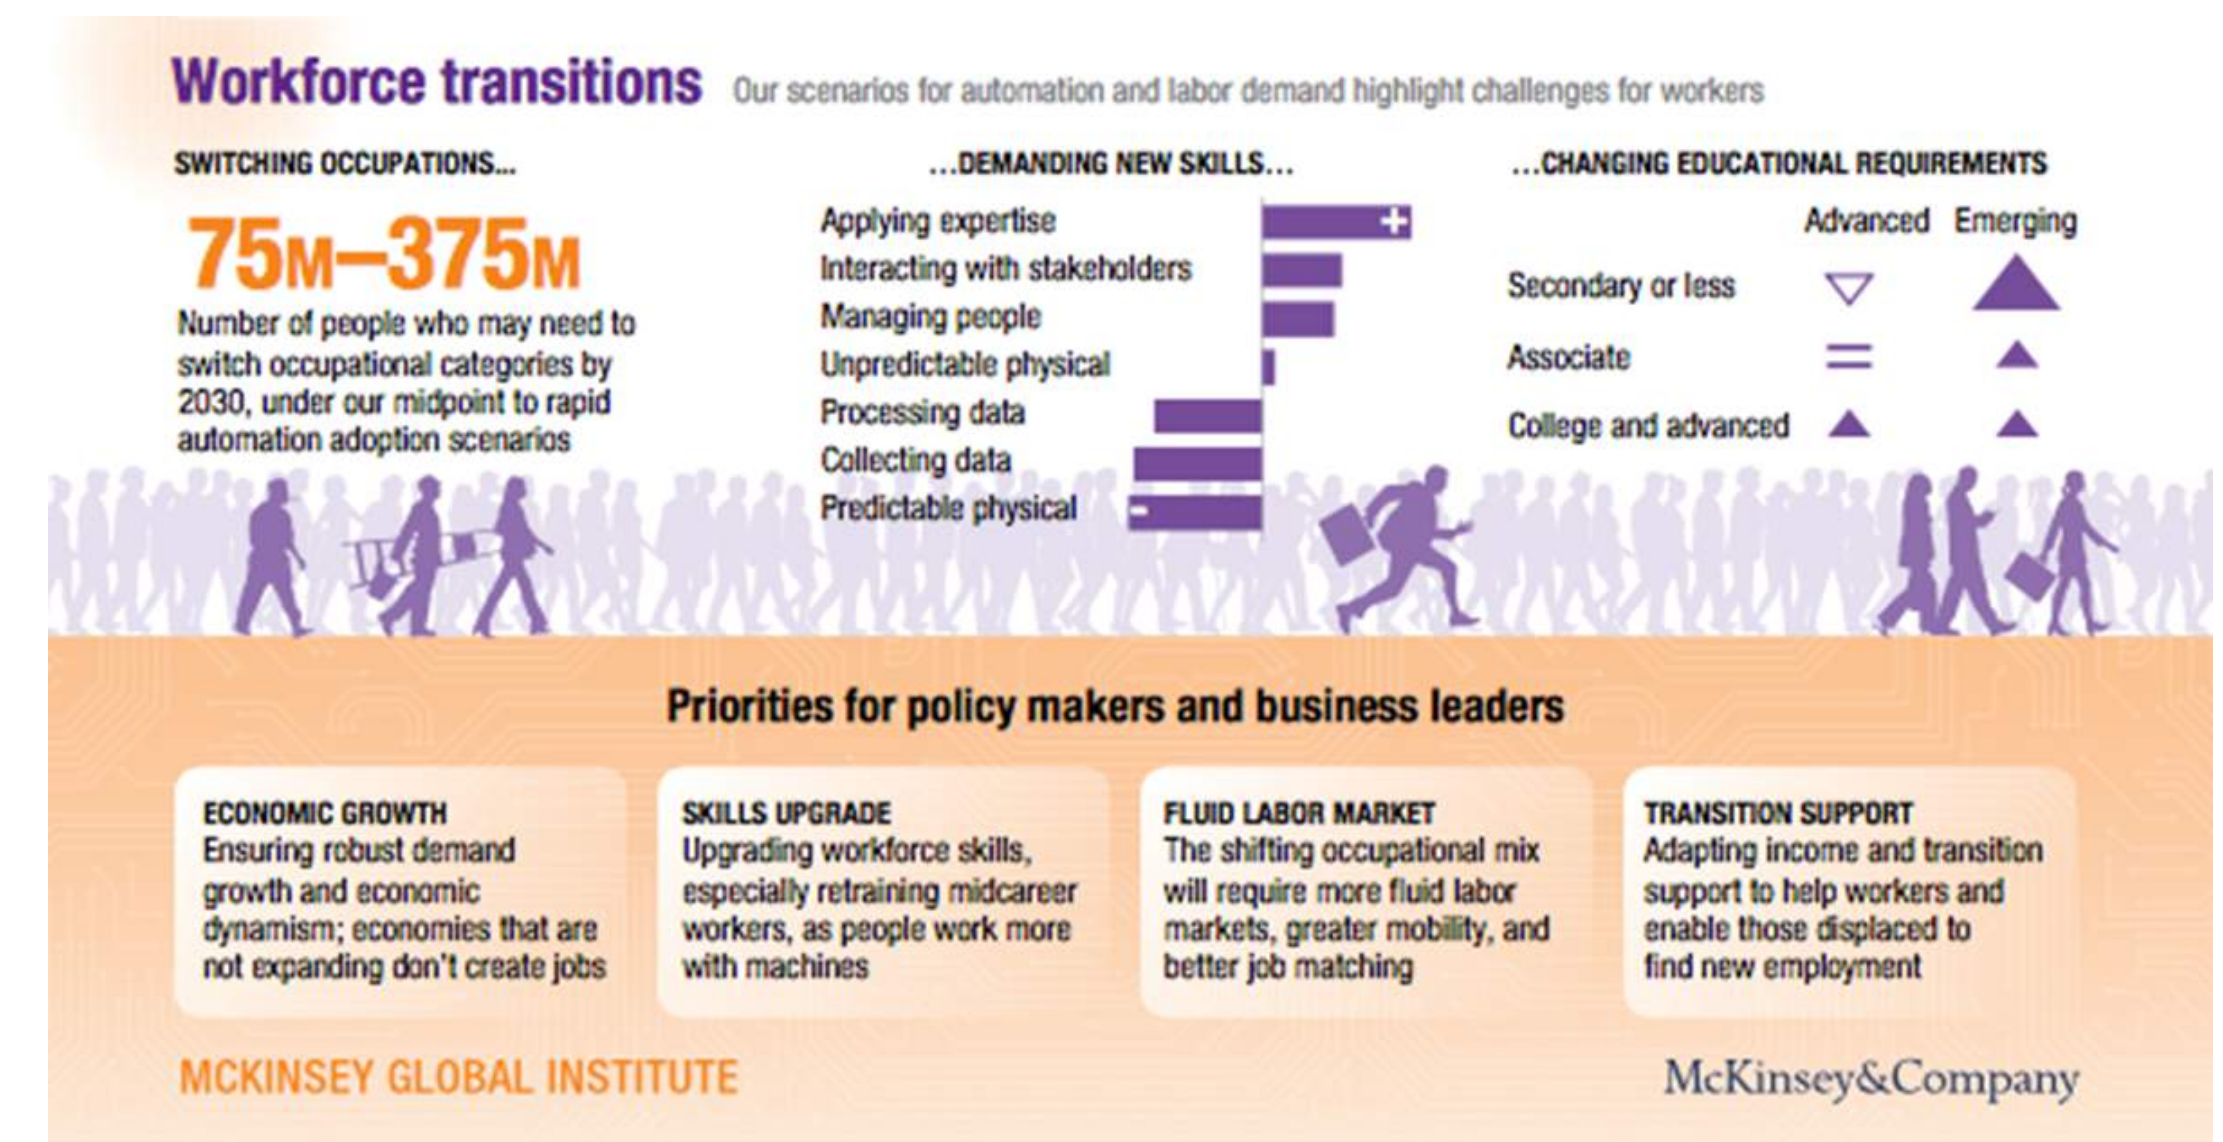 Workforce transitions Our scenarios for automation and labor demand highlight challenges for workers
SWITCHING OCCUPATIONS...
75M–375M
Number of people who may need to
switch occupational categories by
2030, under our midpoint to rapid
automation adoption scenarios
...DEMANDING NEW SKILLS...
Applying expertise
+
Interacting with stakeholders
Managing people
Unpredictable physical
Processing data
Collecting data
Predictable physical
-
...CHANGING EDUCATIONAL REQUIREMENTS
Advanced Emerging
Secondary or less
Associate
College and advanced
Priorities for policy makers and business leaders
ECONOMIC GROWTH
Ensuring robust demand
growth and economic
dynamism; economies that are
not expanding don't create jobs
SKILLS UPGRADE
Upgrading workforce skills,
especially retraining midcareer
workers, as people work more
with machines
FLUID LABOR MARKET
The shifting occupational mix
will require more fluid labor
markets, greater mobility, and
better job matching
TRANSITION SUPPORT
Adapting income and transition
support to help workers and
enable those displaced to
find new employment
MCKINSEY GLOBAL INSTITUTE
McKinsey&Company